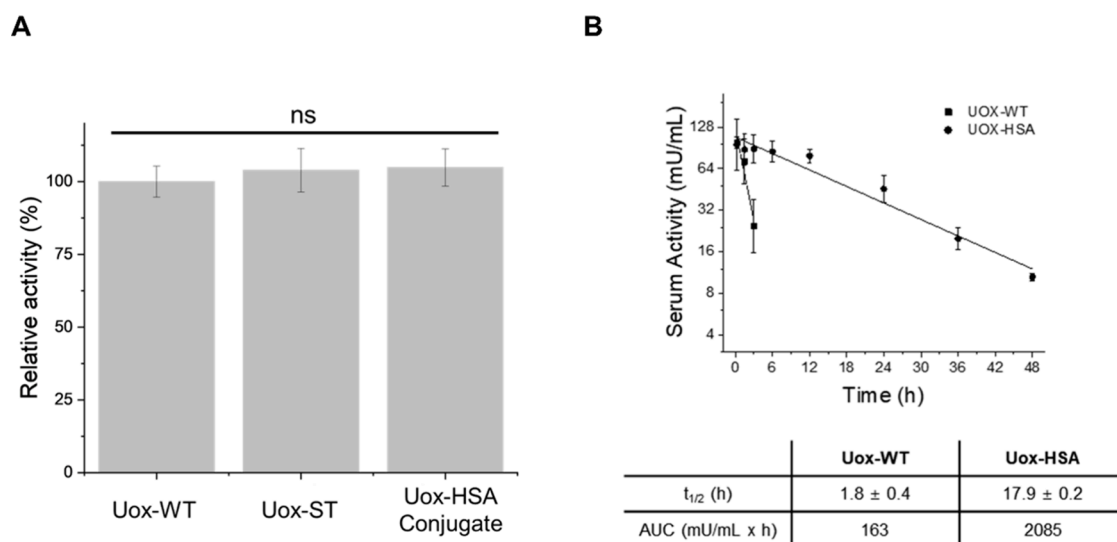 A
ns
Relative activity (%)
100
75
50
25
0
Uox-WT
Uox-ST
Uox-HSA
Conjugate
B
UOX-WT
UOX-HSA
Serum Activity (mU/mL)
128
64
32
16
8
4
0 6 12 18 24 30 36 42 48
Time (h)
Uox-WT Uox-HSA
t1/2 (h) 1.8 ± 0.4 17.9 ± 0.2
AUC (mU/mL x h) 163 2085